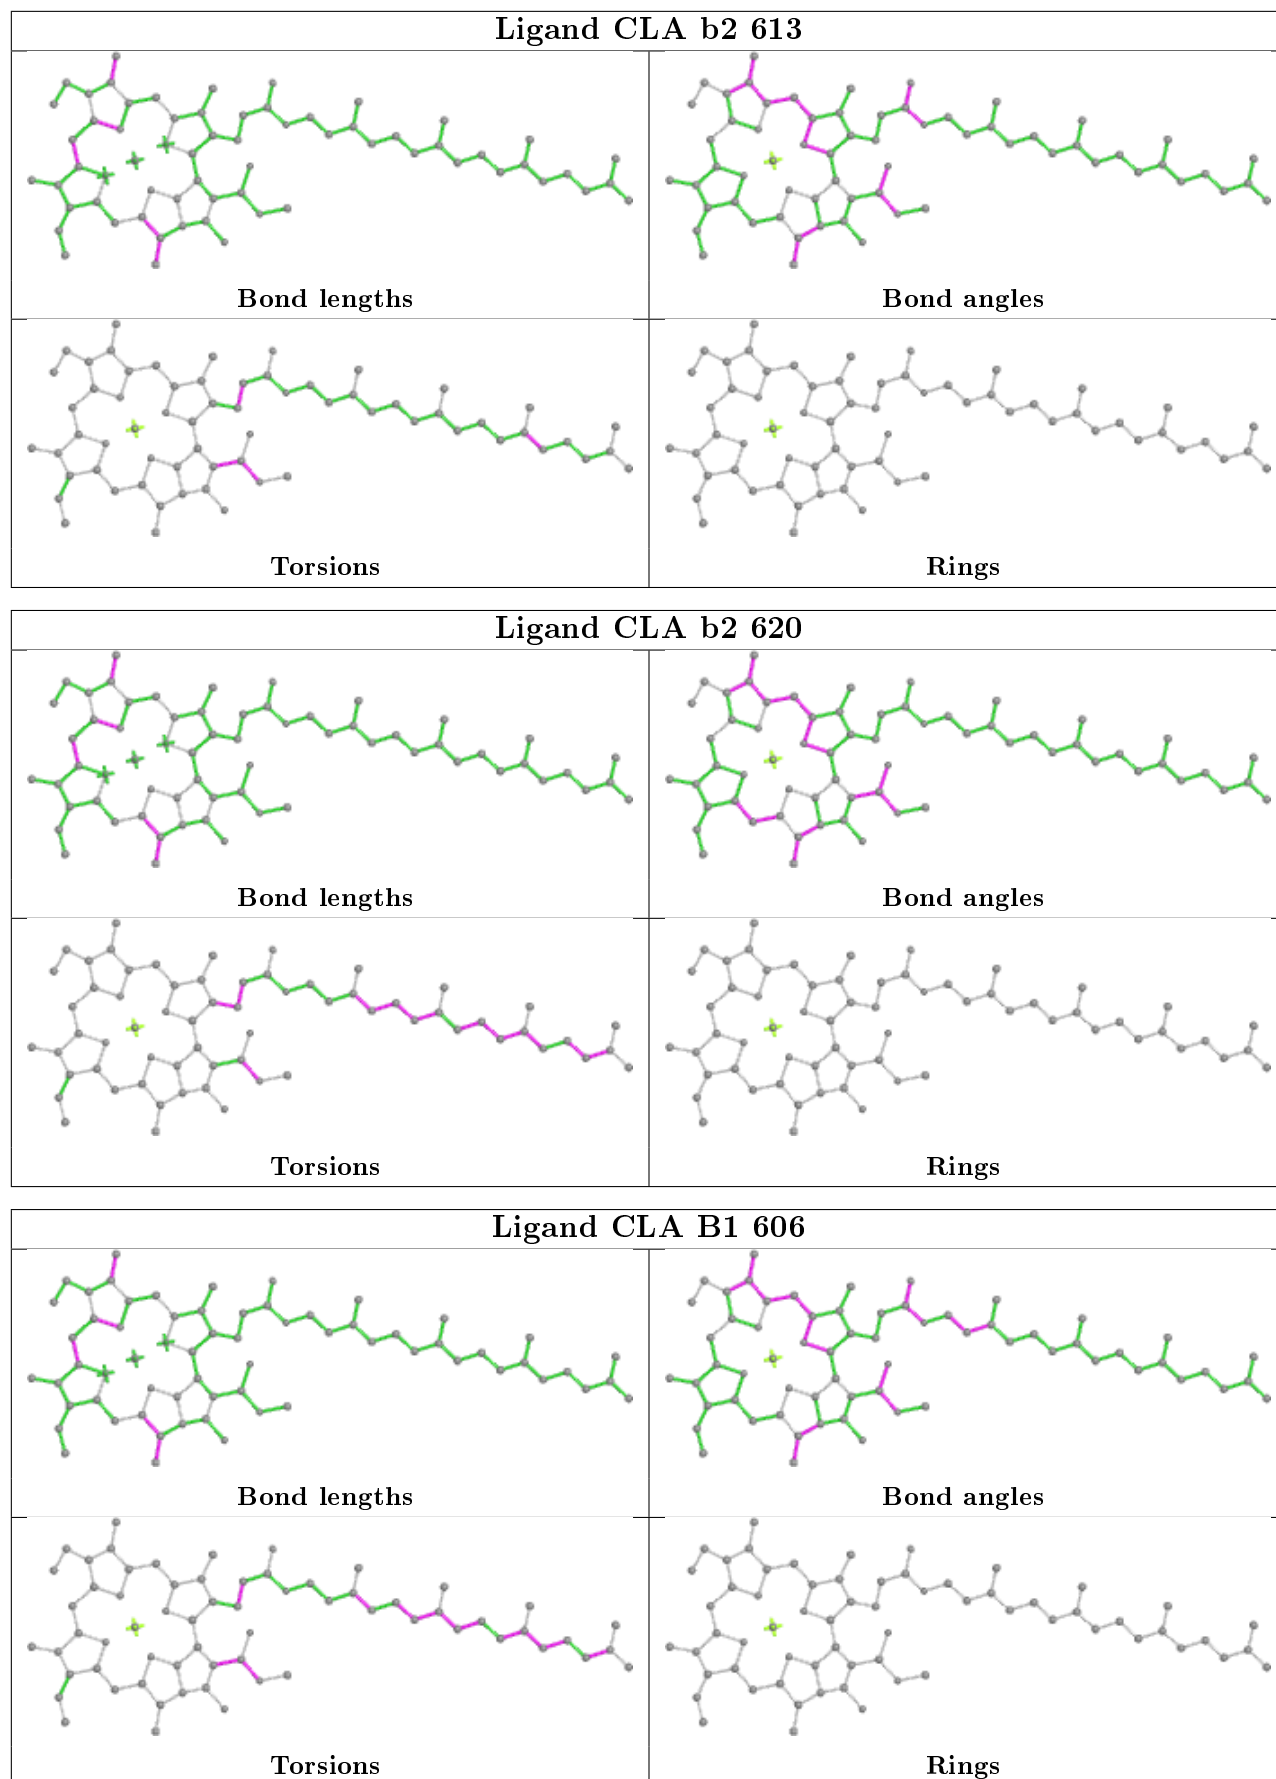 Ligand CLA b2 613
Bond lengths
Bond angles
Torsions
Rings
Ligand CLA b2 620
Bond lengths
Bond angles
Torsions
Rings
Ligand CLA B1 606
Bond lengths
Bond angles
Torsions
Rings